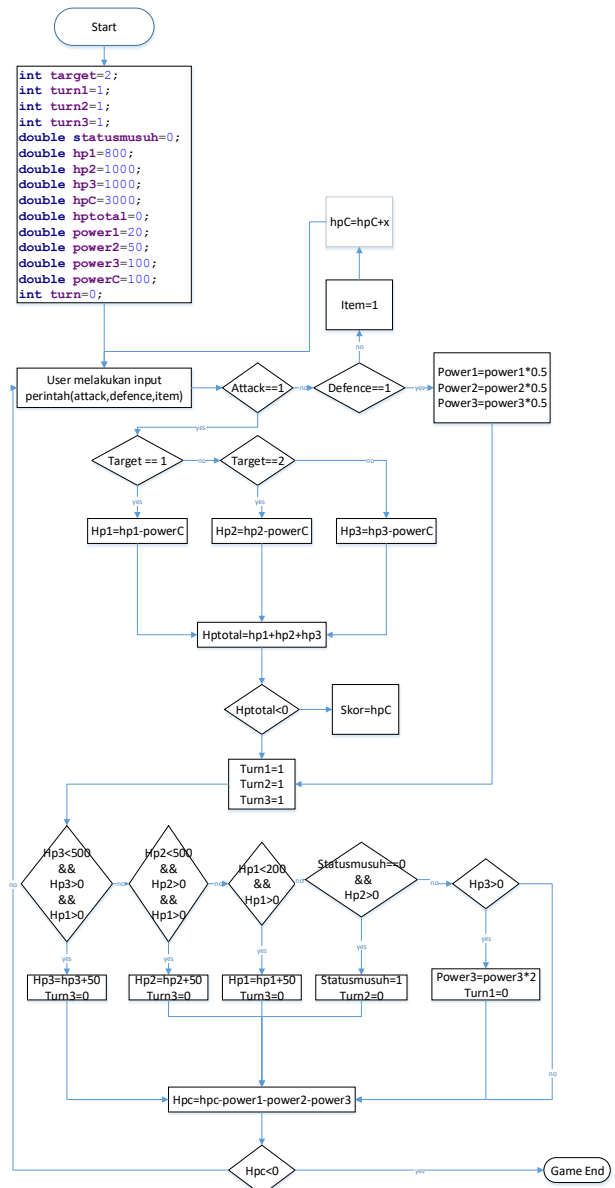 Start
int target=2;
int turn1=1;
int turn2=1;
int turn3=1;
double statusmusuh=0;
double hp1=800;
double hp2=1000;
double hp3=1000;
double hpC=3000;
double hptotal=0;
double power1=20;
double power2=50;
double power3=100;
double powerC=100;
int turn=0;
hpC=hpC+x
Item=1
no
User melakukan input
perintah(attack,defence,item)
Attack==1
no
Defence==1
yes
Power1=power1*0.5
Power2=power2*0.5
Power3=power3*0.5
yes
Target == 1
no
Target==2
no
yes
yes
yes
Hp1=hp1-powerC
Hp2=hp2-powerC
Hp3=hp3-powerC
Hptotal=hp1+hp2+hp3
Hptotal<0
Skor=hpC
Turn1=1
Turn2=1
Turn3=1
Hp3<500
&&
Hp3>0
&&
Hp1>0
no
Hp2<500
&&
Hp2>0
&&
Hp1>0
no
Hp1<200
&&
Hp1>0
no
Statusmusuh==0
&&
Hp2>0
no
Hp3>0
no
yes
yes
yes
yes
yes
Hp3=hp3+50
Turn3=0
Hp2=hp2+50
Turn3=0
Hp1=hp1+50
Turn3=0
Statusmusuh=1
Turn2=0
Power3=power3*2
Turn1=0
no
Hpc=hpc-power1-power2-power3
Hpc<0
yes
Game End